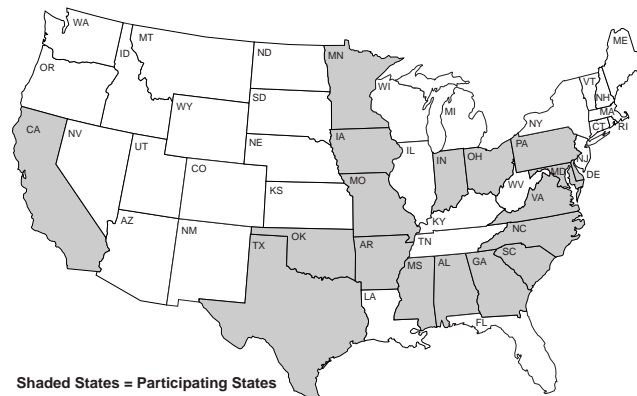 WA
MT
ND
MN
ME
ID
OR
WI
VT
NH
SD
MI
WY
MA
NY
CT
RI
CA
NV
IA
NE
PA
UT
IL
IN
OH
NJ
CO
MO
MD
DE
WV
KS
VA
KY
AZ
NM
OK
TN
NC
TX
AR
SC
MS
AL
GA
LA
FL
Shaded States = Participating States